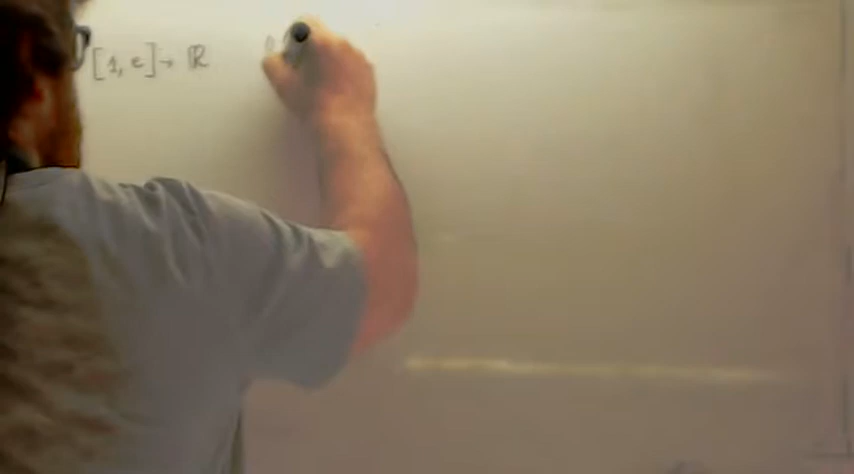 [1, e] → ℝ